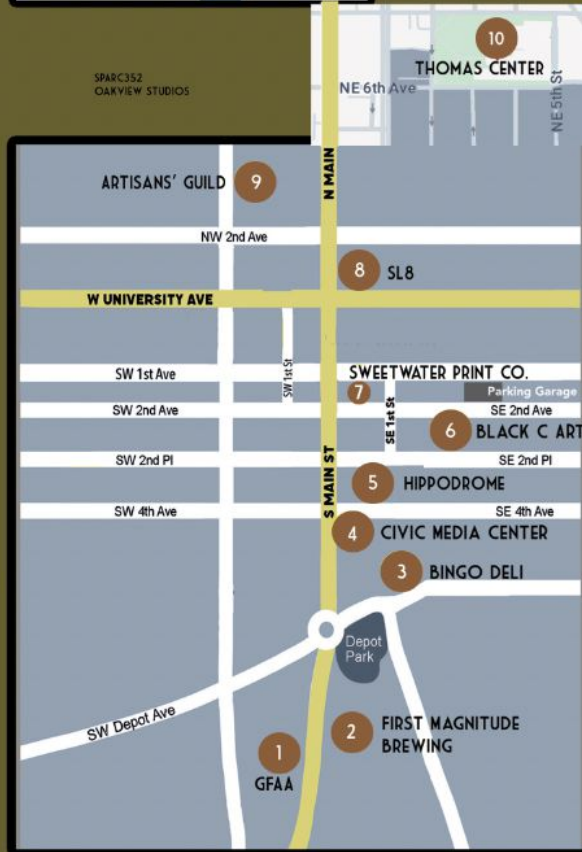 10
THOMAS CENTER
SPARC352
OAKVIEW STUDIOS
NE 6th Ave
NE 5th St
N MAIN
ARTISANS' GUILD 9
NW 2nd Ave
8 SL8
W UNIVERSITY AVE
SW 1st St
SW 1st Ave
SWEETWATER PRINT CO.
7
Parking Garage
SW 2nd Ave
SE 1st St
SE 2nd Ave
6 BLACK C ART
S MAIN ST
SW 2nd Pl
SE 2nd Pl
5 HIPPODROME
SW 4th Ave
SE 4th Ave
4 CIVIC MEDIA CENTER
3 BINGO DELI
Depot
Park
SW Depot Ave
2 FIRST MAGNITUDE
BREWING
1
GFAA